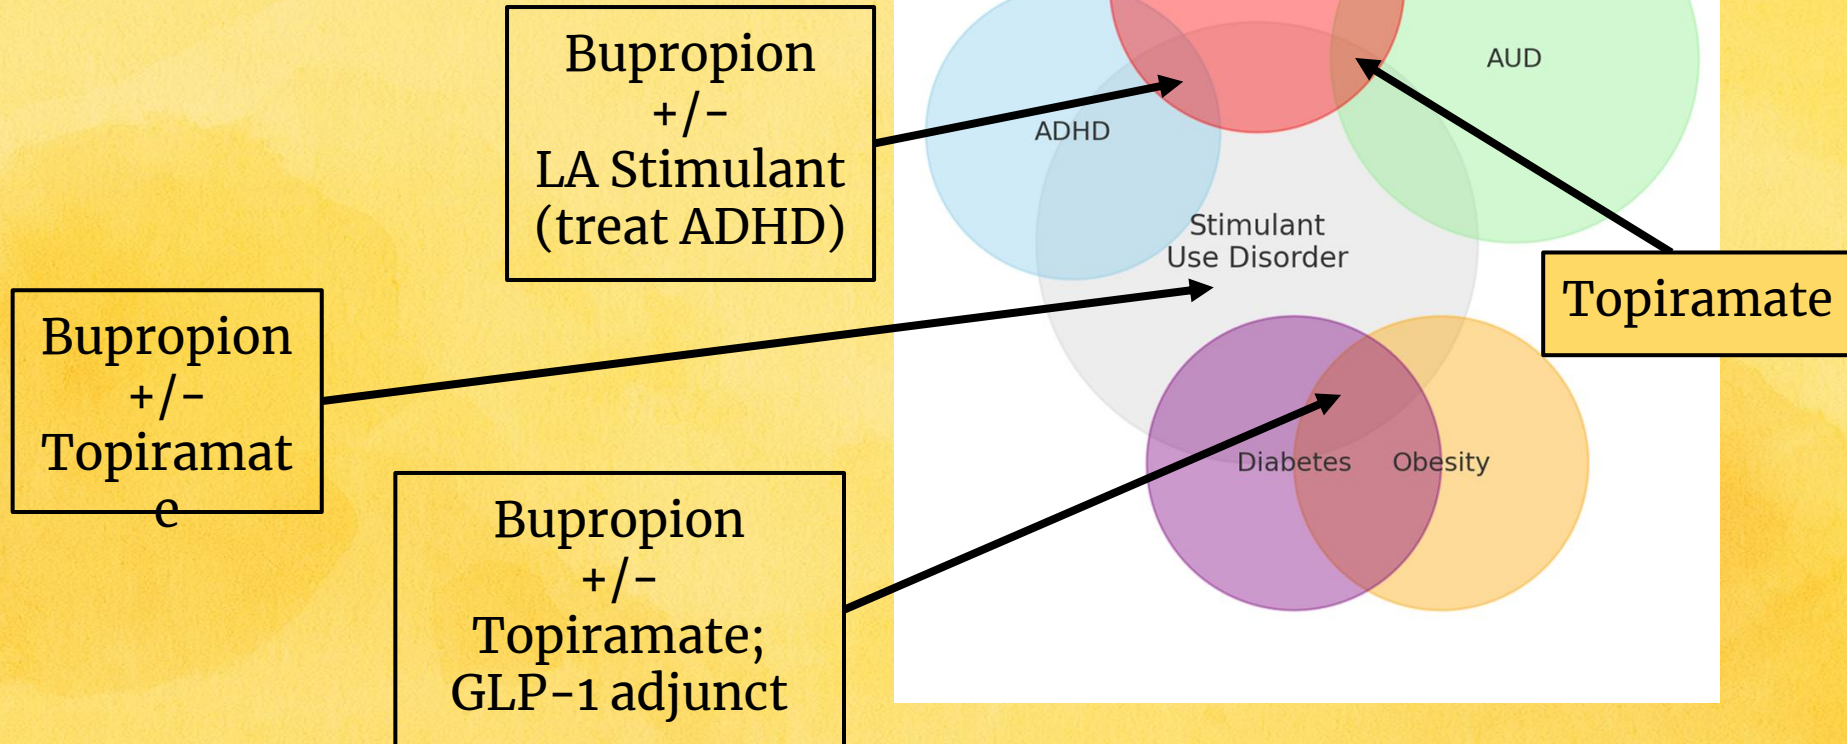 Bupropion
+/-
LA Stimulant
(treat ADHD)
AUD
ADHD
Stimulant
Use Disorder
Topiramate
Bupropion
+/-
Topiramat
e
Diabetes
Obesity
Bupropion
+/-
Topiramate;
GLP-1 adjunct